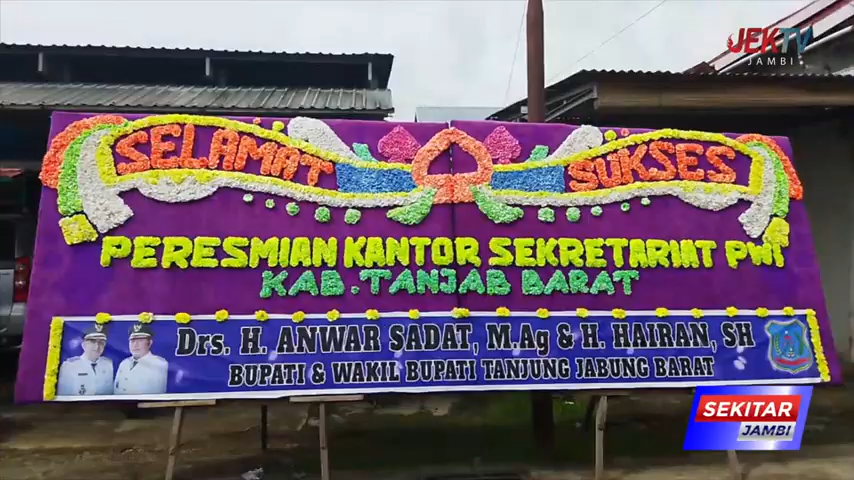 JEKTV
JAMBI
SELAMAT SUKSES
PERESMIAN KANTOR SEKRETARIAT PWI
KAB. TANJAB BARAT
Drs. H. ANWAR SADAT, M.Ag & H. HAIRAN, SH
BUPATI & WAKIL BUPATI TANJUNG JABUNG BARAT
SEKITAR
JAMBI